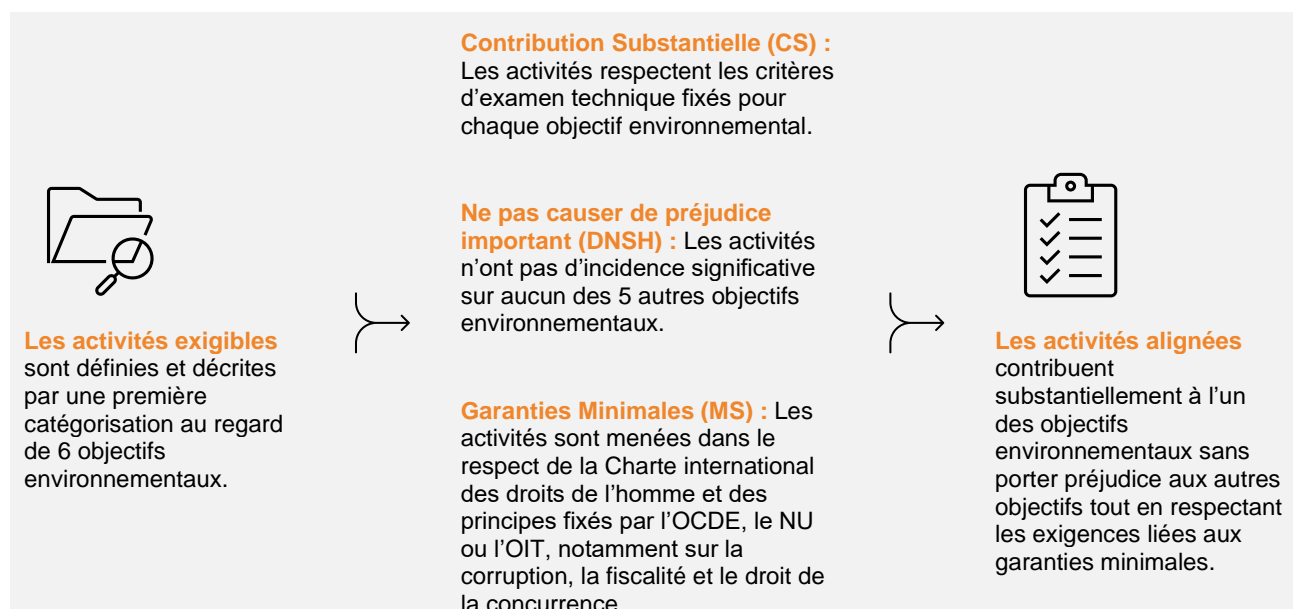 Les activités exigibles
sont définies et décrites
par une première
catégorisation au regard
de 6 objectifs
environnementaux.
Contribution Substantielle (CS) :
Les activités respectent les critères
d’examen technique fixés pour
chaque objectif environnemental.
Ne pas causer de préjudice
important (DNSH) : Les activités
n’ont pas d’incidence significative
sur aucun des 5 autres objectifs
environnementaux.
Garanties Minimales (MS) : Les
activités sont menées dans le
respect de la Charte international
des droits de l’homme et des
principes fixés par l’OCDE, le NU
ou l’OIT, notamment sur la
corruption, la fiscalité et le droit de
la concurrence
Les activités alignées
contribuent
substantiellement à l’un
des objectifs
environnementaux sans
porter préjudice aux autres
objectifs tout en respectant
les exigences liées aux
garanties minimales.